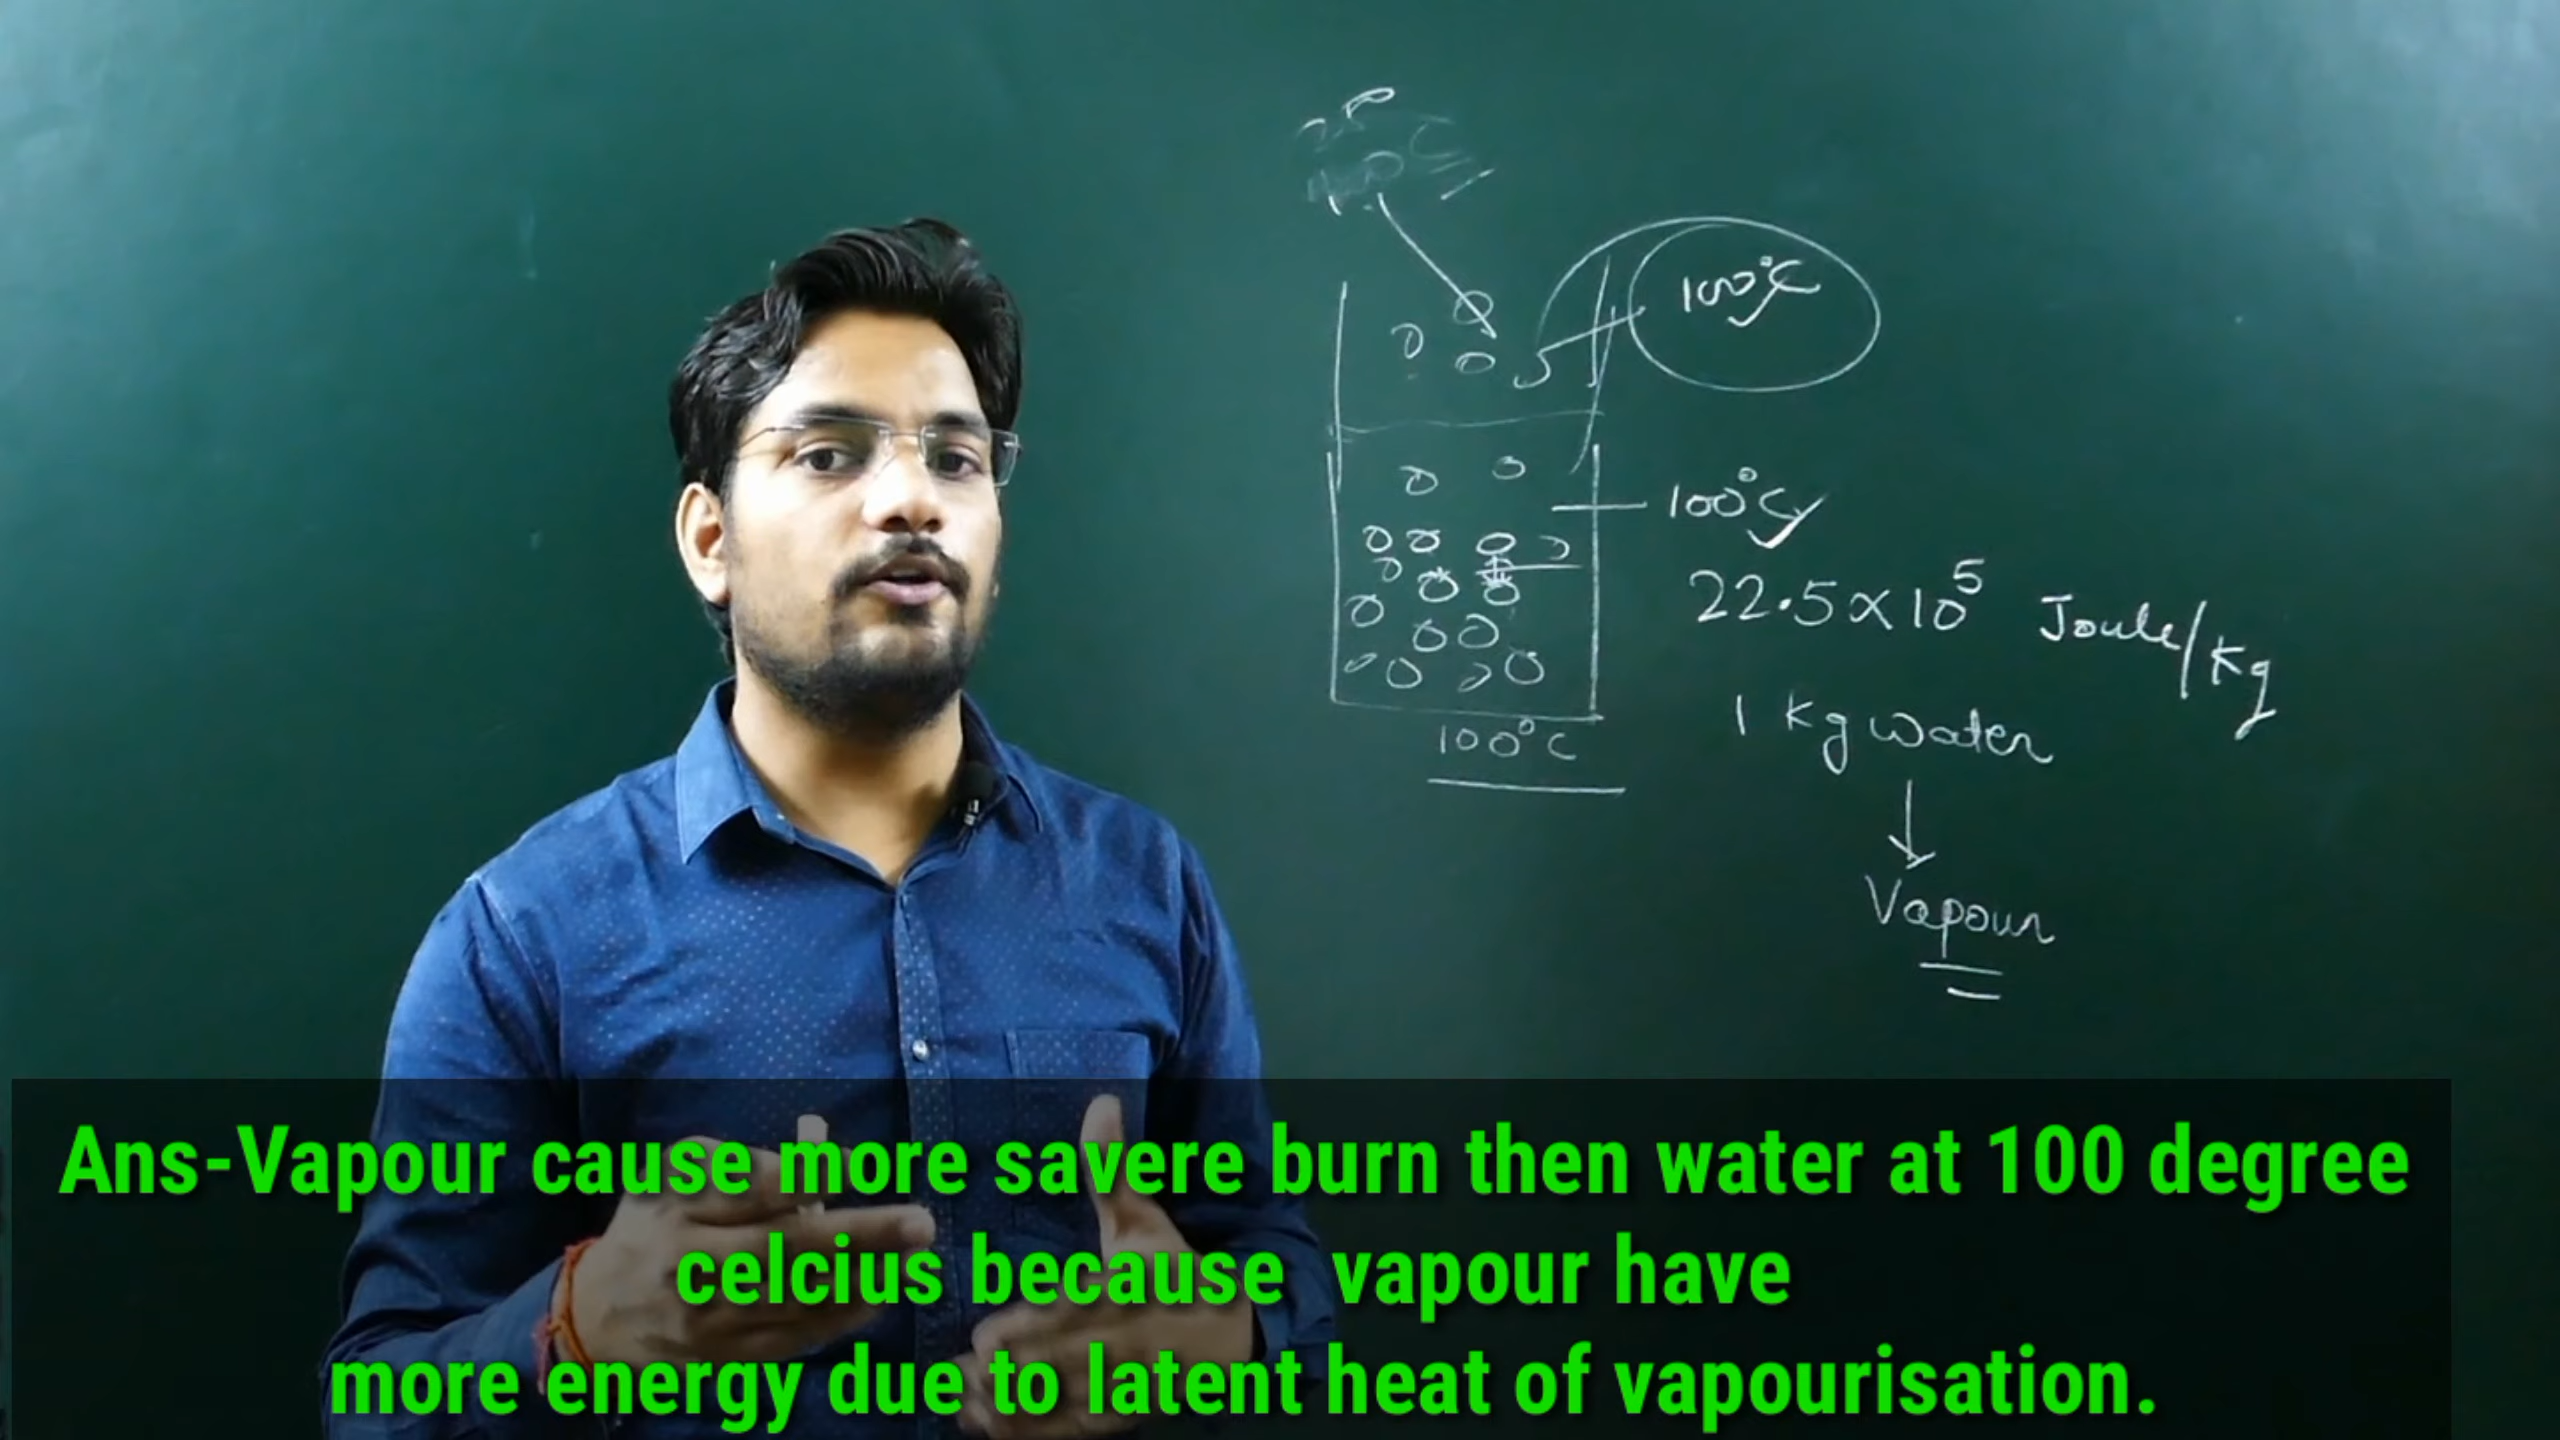 100°C
100°C
22.5×10⁵ Joule/Kg
1 Kg water
Vapour
100°C
Ans-Vapour cause more savere burn then water at 100 degree
celcius because vapour have
more energy due to latent heat of vapourisation.